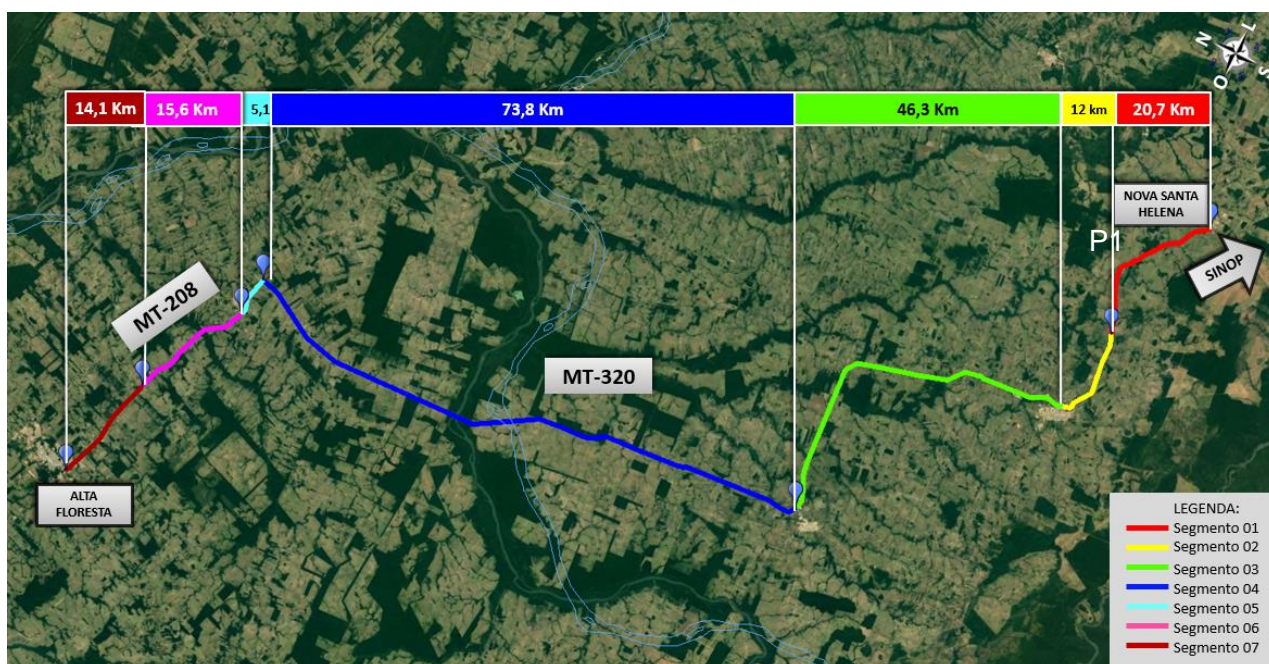 N
L
O
S
14,1 Km
15,6 Km
5,1
73,8 Km
46,3 Km
12 km
20,7 Km
NOVA SANTA
HELENA
P1
SINOP
MT-208
MT-320
ALTA
FLORESTA
LEGENDA:
Segmento 01
Segmento 02
Segmento 03
Segmento 04
Segmento 05
Segmento 06
Segmento 07